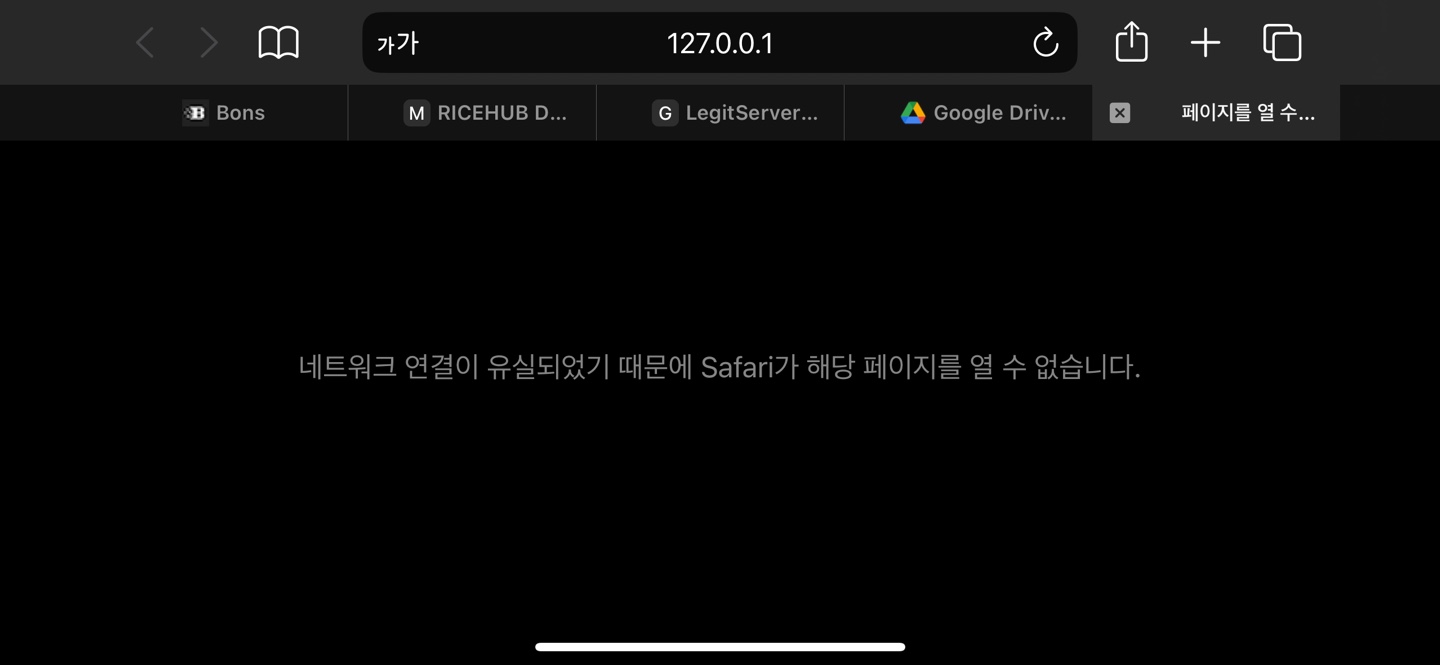 가가 127.0.0.1
Bons
M RICEHUB D...
G LegitServer...
Google Driv...
페이지를 열 수...
네트워크 연결이 유실되었기 때문에 Safari가 해당 페이지를 열 수 없습니다.